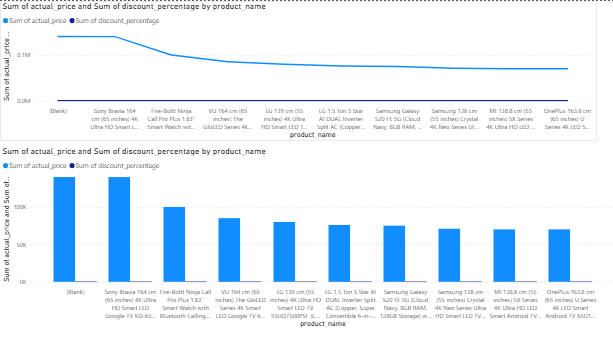 Sum of actual_price and Sum of discount_percentage by product_name
Sum of actual_price Sum of discount_percentage
Sum of actual_price ...
0.1M
0.0M
(Blank) Sony Bravia 164 Fire-Boltt Ninja VU 164 cm (65 LG 139 cm (55 LG 1.5 Ton 5 Star Samsung Galaxy Samsung 138 cm MI 138.8 cm (55 OnePlus 163.8 cm
cm (65 inches) 4K Call Pro Plus 1.83" inches) The inches) 4K Ultra AI DUAL Inverter S20 FE 5G (Cloud (55 inches) Crystal inches) 5X Series (65 inches) U
Ultra HD Smart L... Smart Watch wit... GloLED Series 4K... HD Smart LED T... Split AC (Copper... Navy, 8GB RAM, ... 4K Neo Series Ul... 4K Ultra HD LED ... Series 4K LED S...
product_name
Sum of actual_price and Sum of discount_percentage by product_name
Sum of actual_price Sum of discount_percentage
Sum of actual_price and Sum of...
100K
50K
0K
(Blank) Sony Bravia 164 cm Fire-Boltt Ninja Call VU 164 cm (65 LG 139 cm (55 LG 1.5 Ton 5 Star AI Samsung Galaxy Samsung 138 cm MI 138.8 cm (55 OnePlus 163.8 cm
(65 inches) 4K Ultra Pro Plus 1.83" inches) The GloLED inches) 4K Ultra HD DUAL Inverter Split S20 FE 5G (Cloud (55 inches) Crystal inches) 5X Series (65 inches) U Series
HD Smart LED Smart Watch with Series 4K Smart Smart LED TV AC (Copper, Super Navy, 8GB RAM, 4K Neo Series Ultra 4K Ultra HD LED 4K LED Smart
Google TV KD-65... Bluetooth Calling,... LED Google TV 6... 55UQ7500PSF (C... Convertible 6-in-... 128GB Storage) w... HD Smart LED TV... Smart Android TV... Android TV 65U1...
product_name